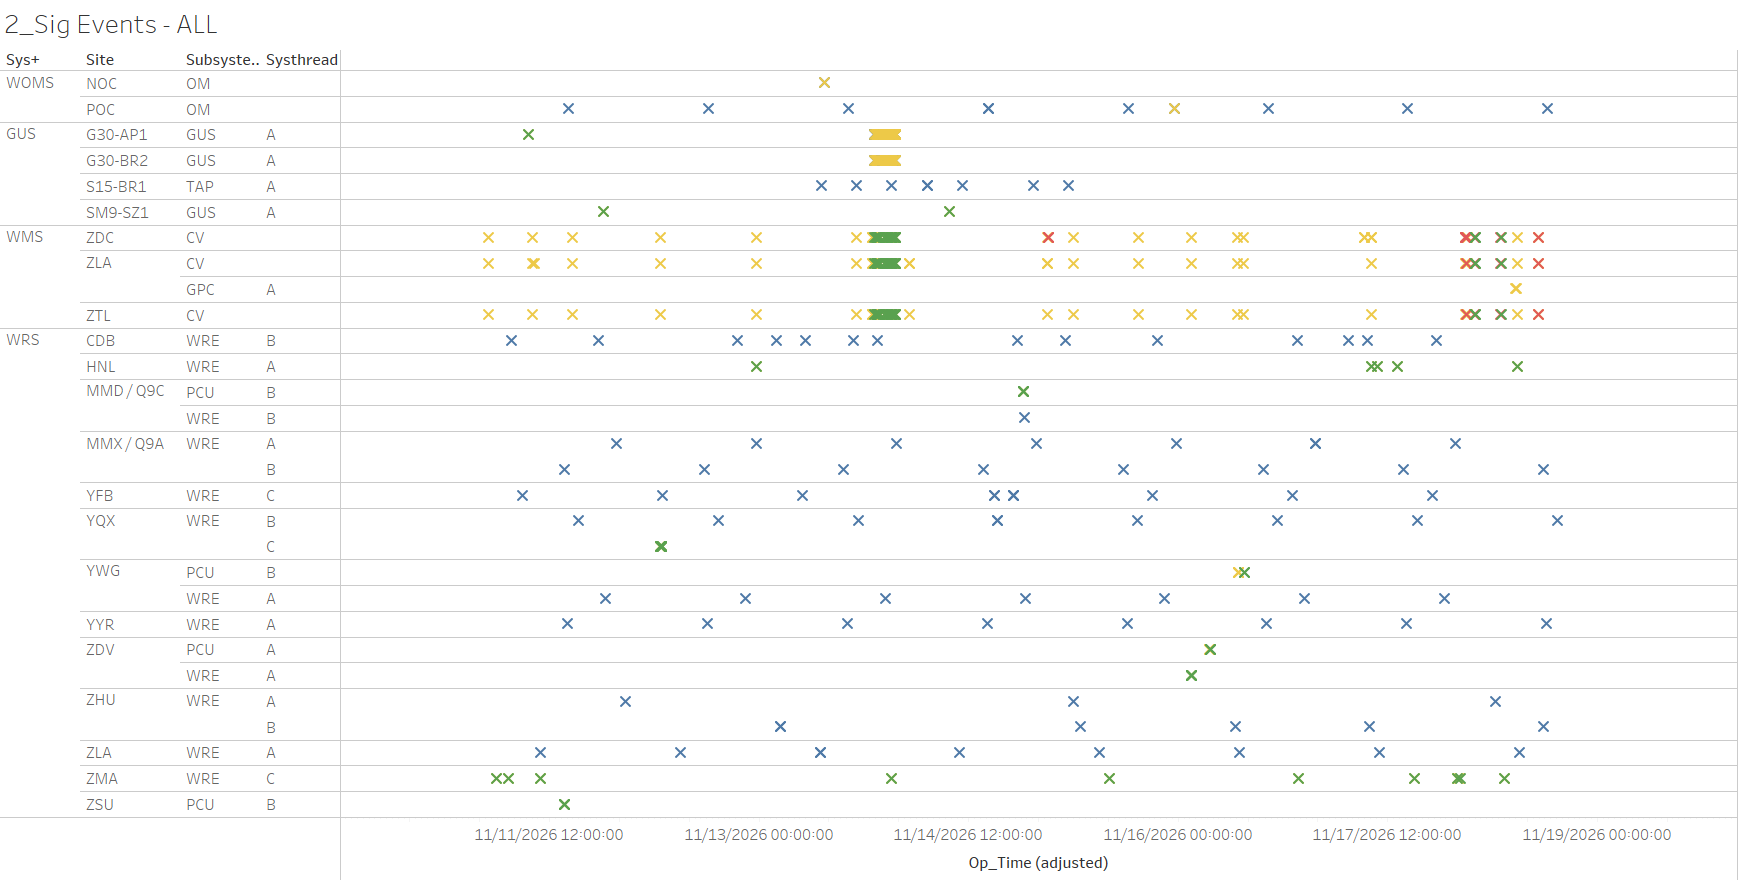 2_Sig Events - ALL
Sys+ Site Subsyste.. Systhread
WOMS NOC OM
POC OM
GUS G30-AP1 GUS A
G30-BR2 GUS A
S15-BR1 TAP A
SM9-SZ1 GUS A
WMS ZDC CV
ZLA CV
GPC A
ZTL CV
WRS CDB WRE B
HNL WRE A
MMD / Q9C PCU B
WRE B
MMX / Q9A WRE A
B
YFB WRE C
YQX WRE B
C
YWG PCU B
WRE A
YYR WRE A
ZDV PCU A
WRE A
ZHU WRE A
B
ZLA WRE A
ZMA WRE C
ZSU PCU B
11/11/2026 12:00:00 11/13/2026 00:00:00 11/14/2026 12:00:00 11/16/2026 00:00:00 11/17/2026 12:00:00 11/19/2026 00:00:00
Op_Time (adjusted)